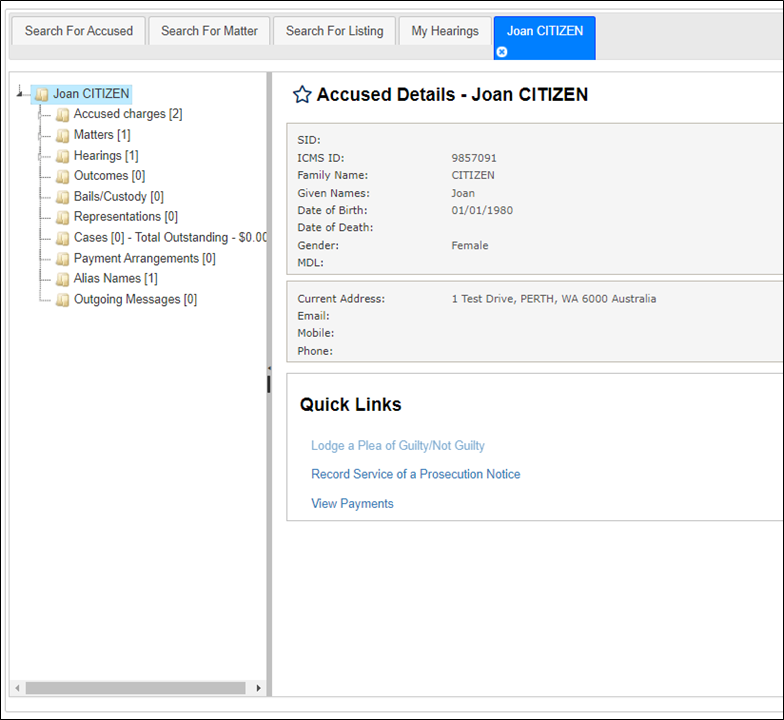 Search For Accused
Search For Matter
Search For Listing
My Hearings
Joan CITIZEN
Joan CITIZEN
Accused charges [2]
Matters [1]
Hearings [1]
Outcomes [0]
Bails/Custody [0]
Representations [0]
Cases [0] - Total Outstanding - $0.00
Payment Arrangements [0]
Alias Names [1]
Outgoing Messages [0]
Accused Details - Joan CITIZEN
SID:
ICMS ID: 9857091
Family Name: CITIZEN
Given Names: Joan
Date of Birth: 01/01/1980
Date of Death:
Gender: Female
MDL:
Current Address: 1 Test Drive, PERTH, WA 6000 Australia
Email:
Mobile:
Phone:
Quick Links
Lodge a Plea of Guilty/Not Guilty
Record Service of a Prosecution Notice
View Payments